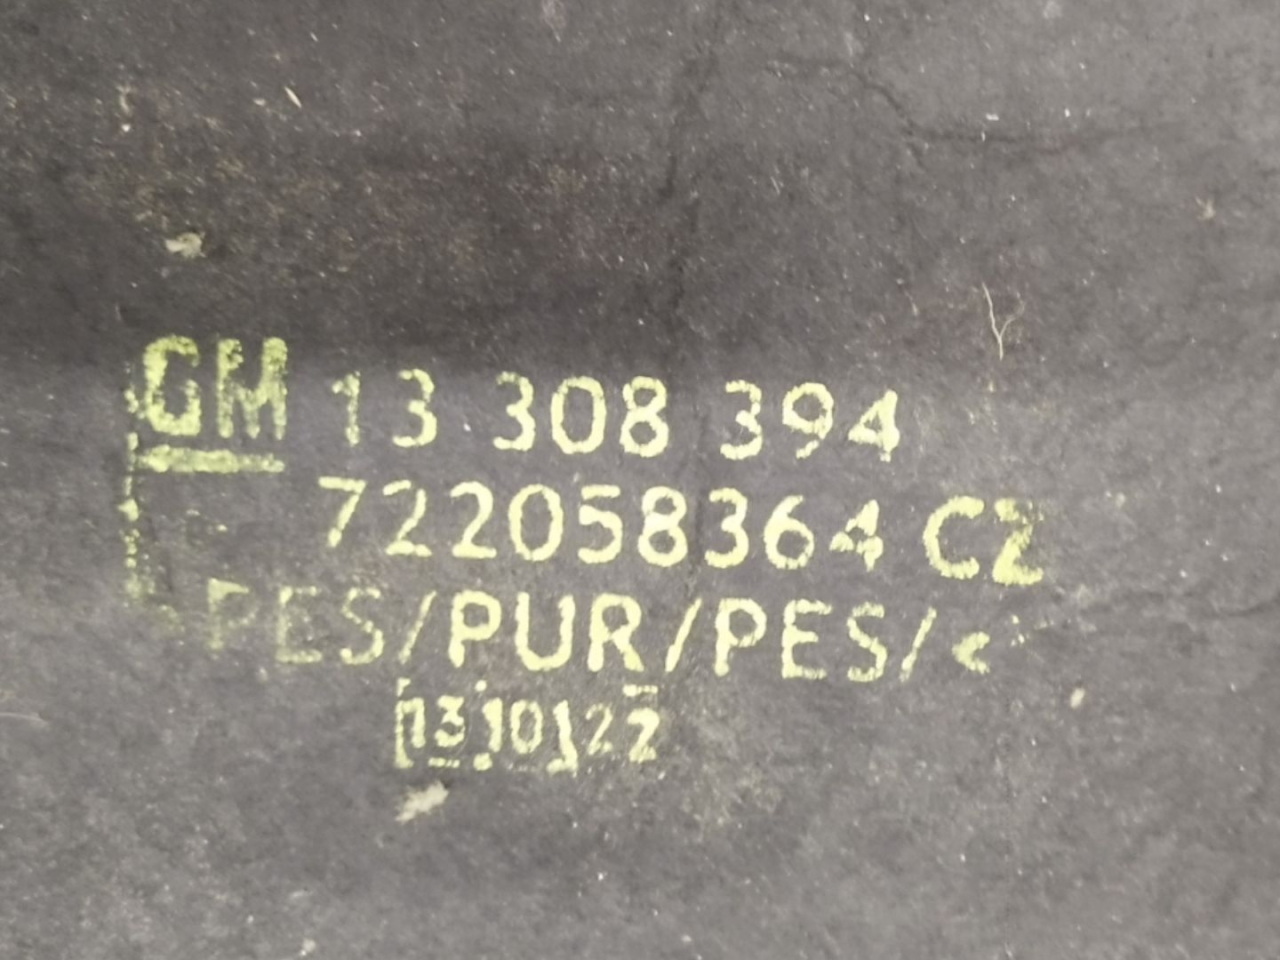 GM 13 308 394
722058364 CZ
PES/PUR/PES/<
13 10 22